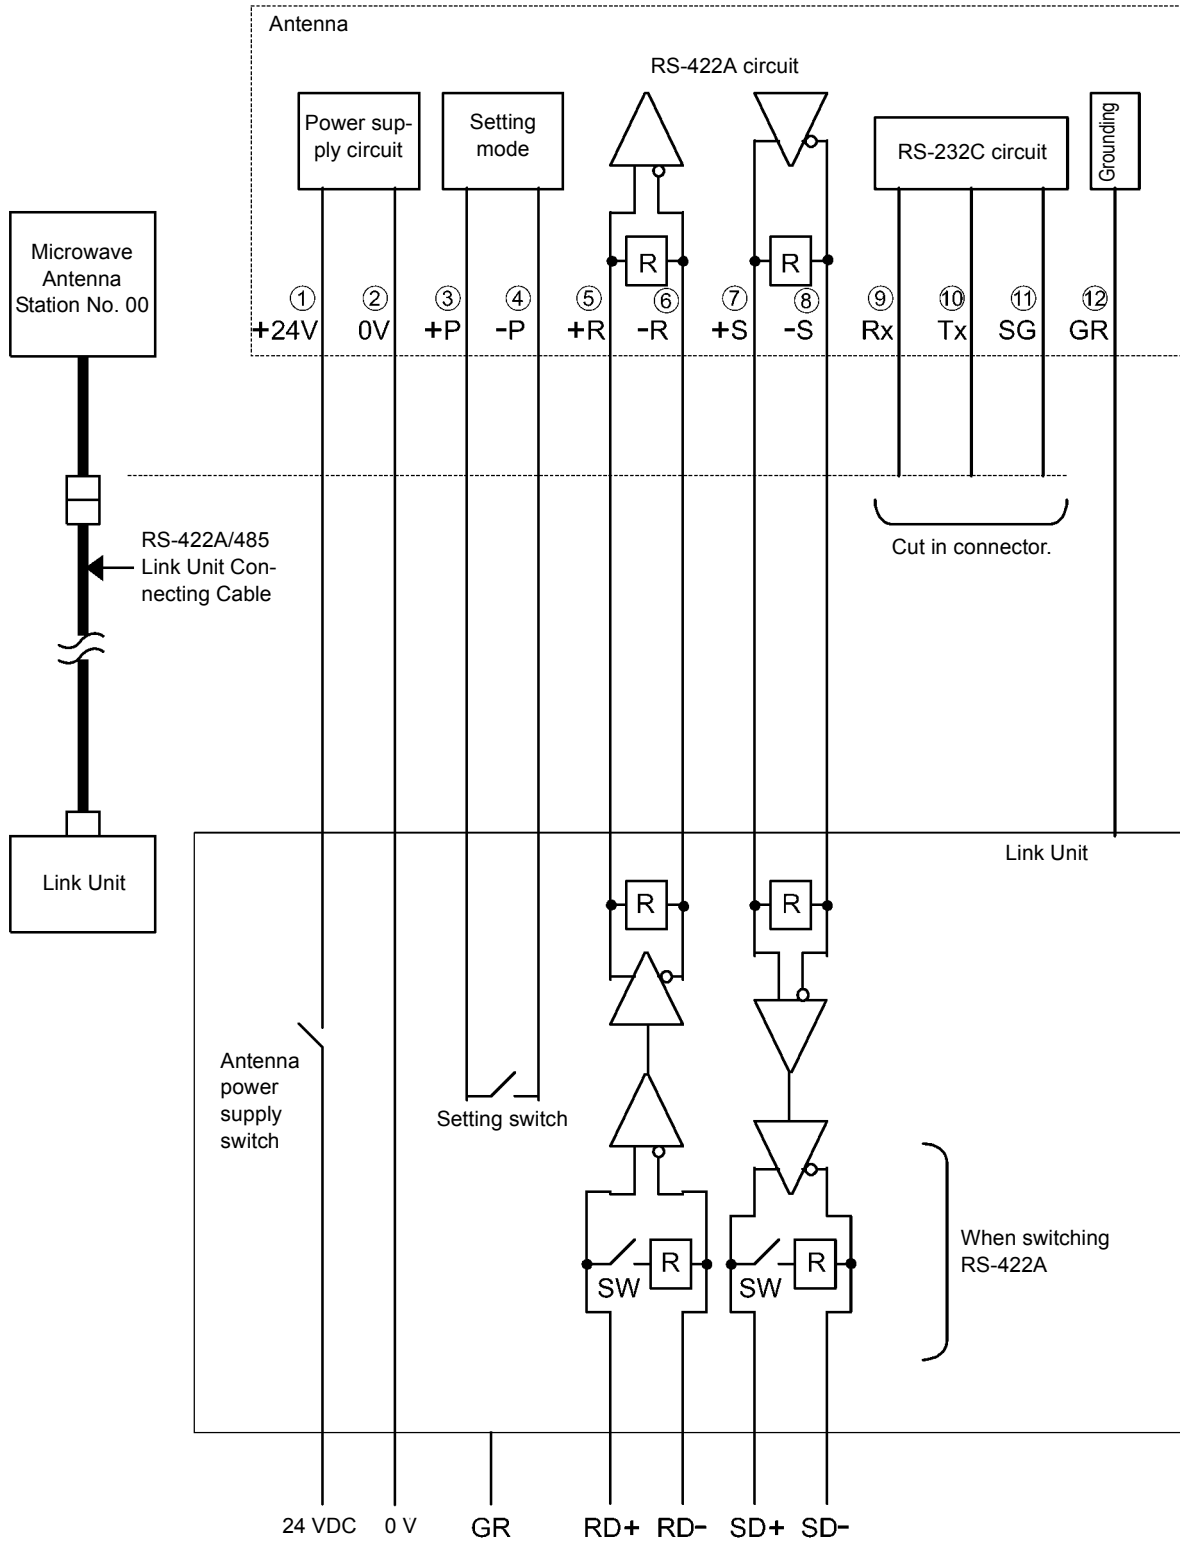 Antenna
RS-422A circuit
Power sup-
ply circuit
Setting
mode
RS-232C circuit
Grounding
Microwave
Antenna
Station No. 00
R
R
① ② ③ ④ ⑤ ⑥ ⑦ ⑧ ⑨ ⑩ ⑪ ⑫
+24V 0V +P -P +R -R +S -S Rx Tx SG GR
RS-422A/485
Link Unit Con-
necting Cable
Cut in connector.
Link Unit
Link Unit
R
R
Antenna
power
supply
switch
Setting switch
When switching
RS-422A
SW R
SW R
24 VDC 0 V GR RD+ RD- SD+ SD-